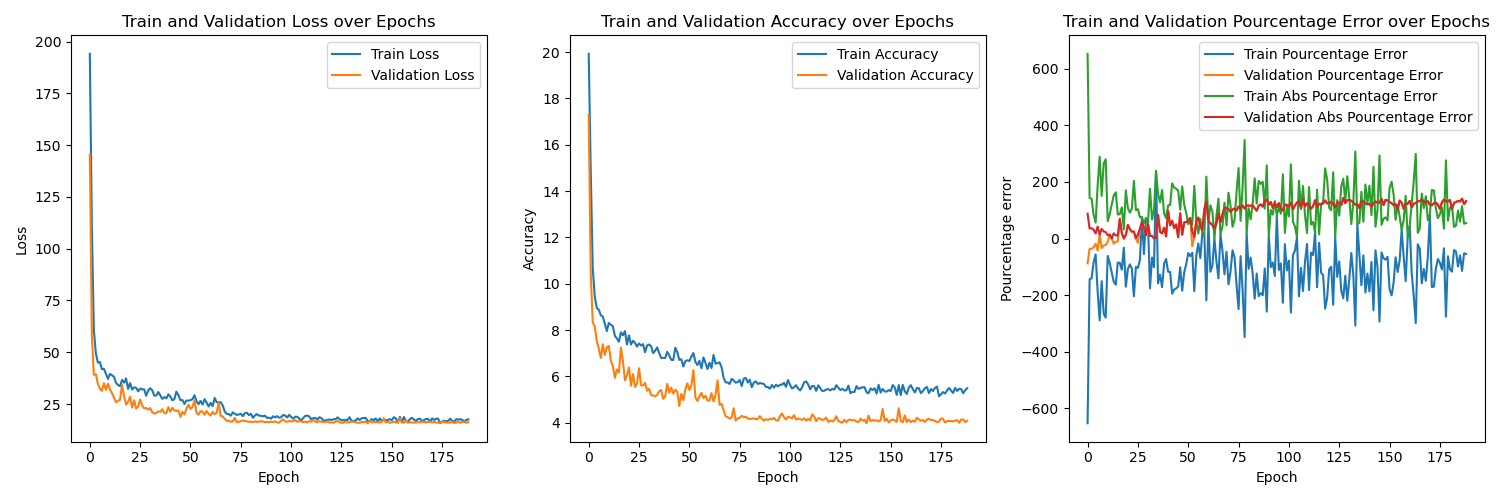 Train and Validation Loss over Epochs
Loss
200
175
150
125
100
75
50
25
Train Loss
Validation Loss
0 25 50 75 100 125 150 175
Epoch
Train and Validation Accuracy over Epochs
Accuracy
20
18
16
14
12
10
8
6
4
Train Accuracy
Validation Accuracy
0 25 50 75 100 125 150 175
Epoch
Train and Validation Pourcentage Error over Epochs
Pourcentage error
600
400
200
0
−200
−400
−600
Train Pourcentage Error
Validation Pourcentage Error
Train Abs Pourcentage Error
Validation Abs Pourcentage Error
0 25 50 75 100 125 150 175
Epoch